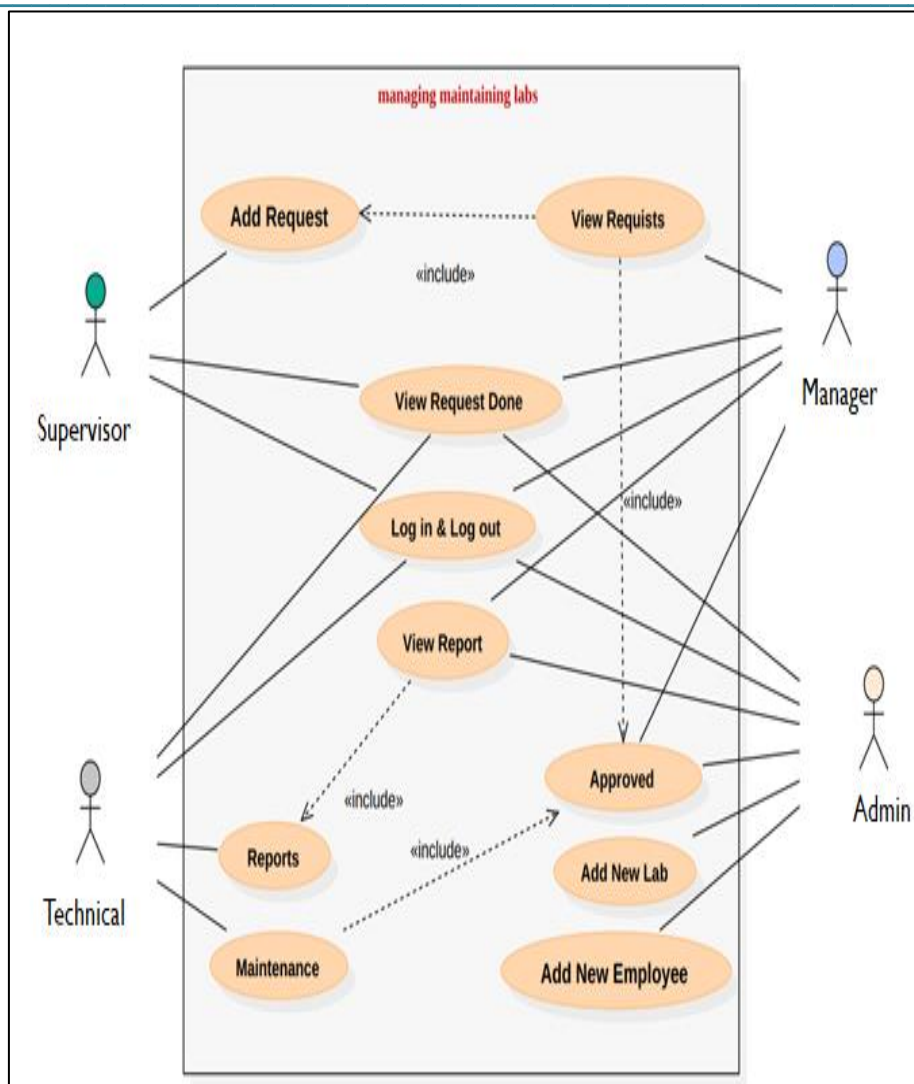 managing maintaining labs
Add Request
View Requists
«include»
Supervisor
Manager
View Request Done
Log in & Log out
«include»
View Report
Approved
Admin
«include»
Reports
«include»
Add New Lab
Technical
Maintenance
Add New Employee